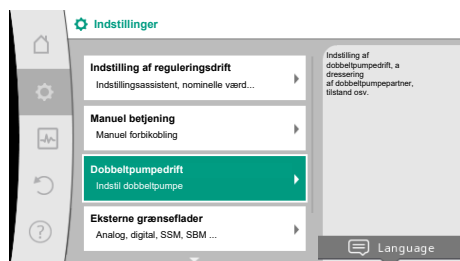 Indstillinger
Indstilling af reguleringsdrift
Indstillingsassistent, nominelle værd...
Manuel betjening
Manuel forbikobling
Dobbeltpumpedrift
Indstil dobbeltpumpe
Eksterne grænseflader
Analog, digital, SSM, SBM ...
Indstilling af
dobbeltpumpedrift, a
dressering
af dobbeltpumpepartner,
tilstand osv.
Language